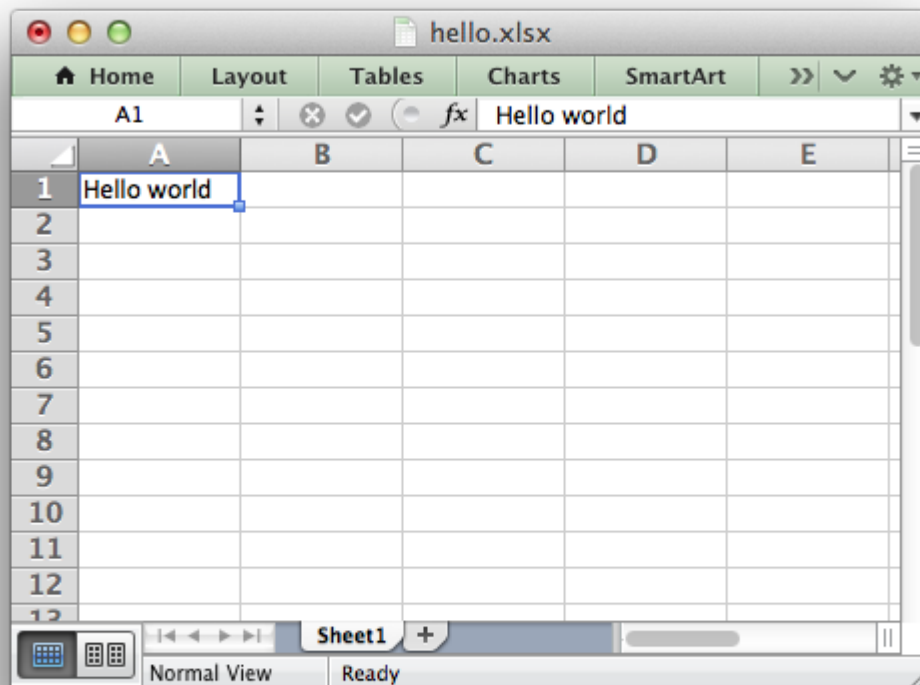 hello.xlsx
Home Layout Tables Charts SmartArt
A1 fx Hello world
A B C D E
1 Hello world
2
3
4
5
6
7
8
9
10
11
12
13
Sheet1 +
Normal View Ready